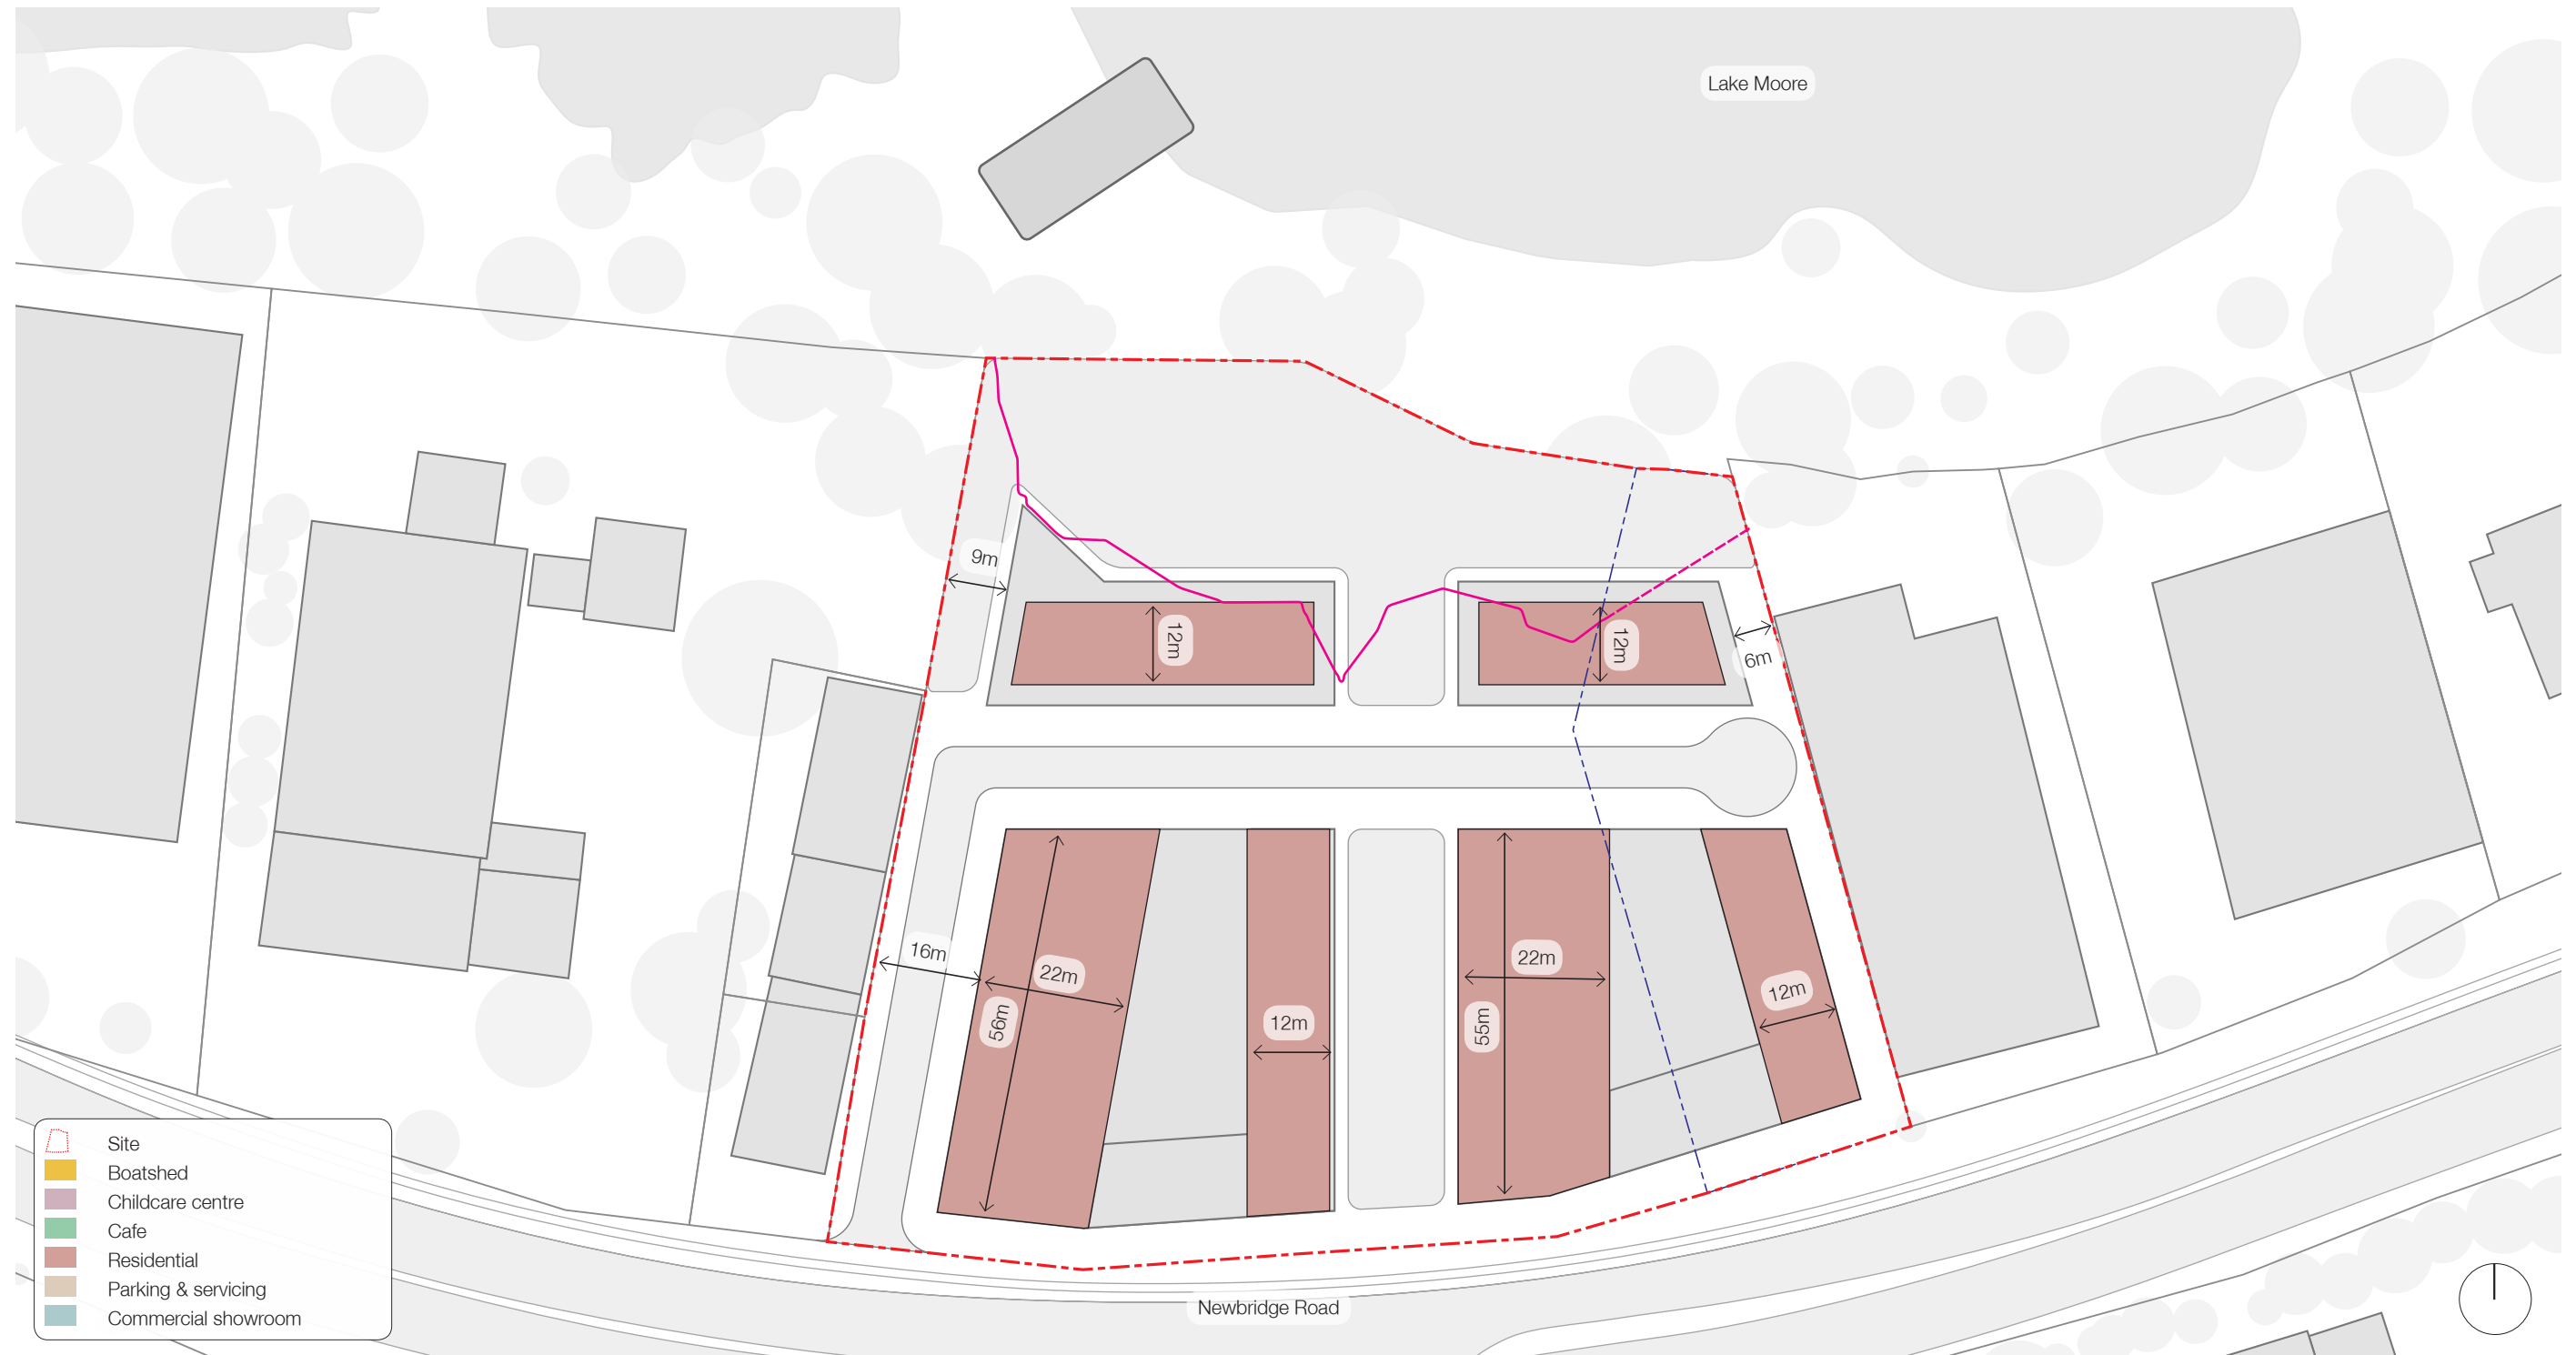 Lake Moore
9m
12m
12m
6m
16m
22m
56m
12m
22m
55m
12m
Site
Boatshed
Childcare centre
Cafe
Residential
Parking & servicing
Commercial showroom
Newbridge Road